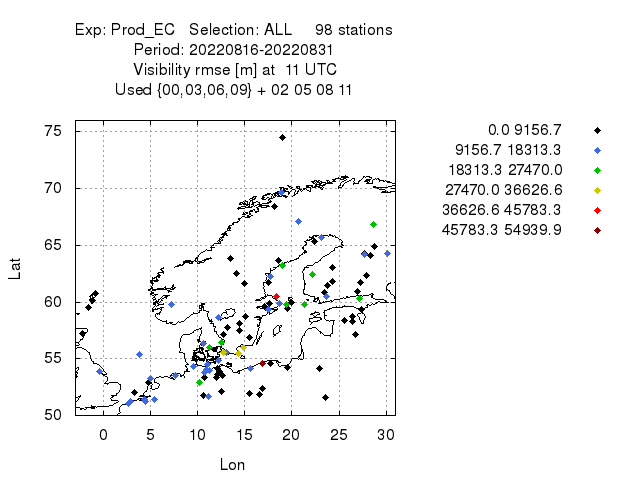 Exp: Prod_EC   Selection: ALL     98 stations
Period: 20220816-20220831
Visibility rmse [m] at  11 UTC
Used {00,03,06,09} + 02 05 08 11
0.0 9156.7
9156.7 18313.3
18313.3 27470.0
27470.0 36626.6
36626.6 45783.3
45783.3 54939.9
75
70
65
60
55
50
Lat
0 5 10 15 20 25 30
Lon